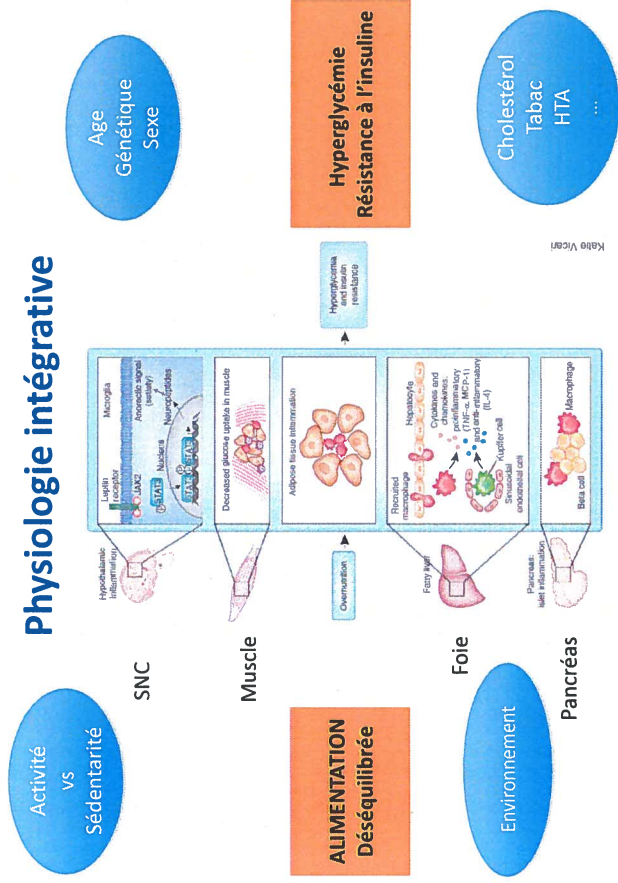 Physiologie intégrative
Activité
vs
Sédentarité
Age
Génétique
Sexe
SNC
Hypothalamic
inflammation
Leptin
receptor
Microglia
JAK2
Anorectic signal
(satiety)
Nucleus
Neuropeptides
Muscle
Decreased glucose uptake in muscle
ALIMENTATION
Déséquilibrée
Overnutrition
Adipose tissue inflammation
Hyperglycemia
and insulin
resistance
Hyperglycémie
Résistance à l'insuline
Foie
Fatty liver
Recruited
macrophage
Hepatocyte
Cytokines and
chemokines:
proinflammatory
(TNF-α, MCP-1)
and anti-inflammatory
(IL-4)
Kupffer cell
Sinusoidal
endothelial cell
Environnement
Pancréas
Pancreas:
islet inflammation
Beta cell
Macrophage
Cholestérol
Tabac
HTA
...
Katie Vicari